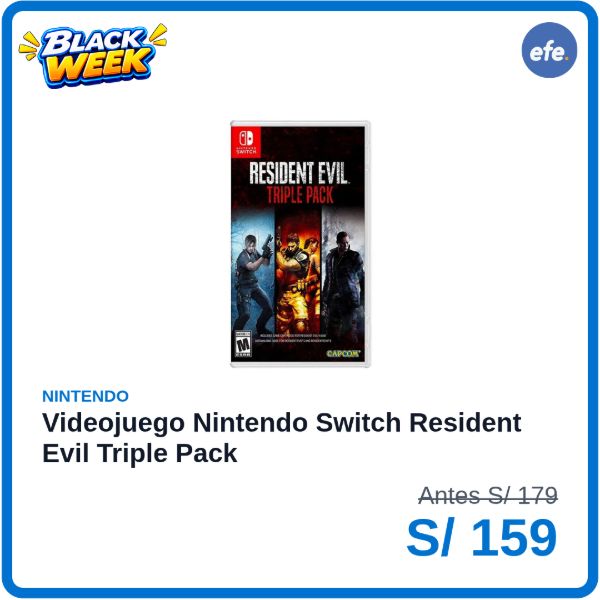 BLACK
WEEK
efe.
NINTENDO
SWITCH
RESIDENT EVIL
TRIPLE PACK
M
CAPCOM
NINTENDO
Videojuego Nintendo Switch Resident
Evil Triple Pack
Antes S/ 179
S/ 159